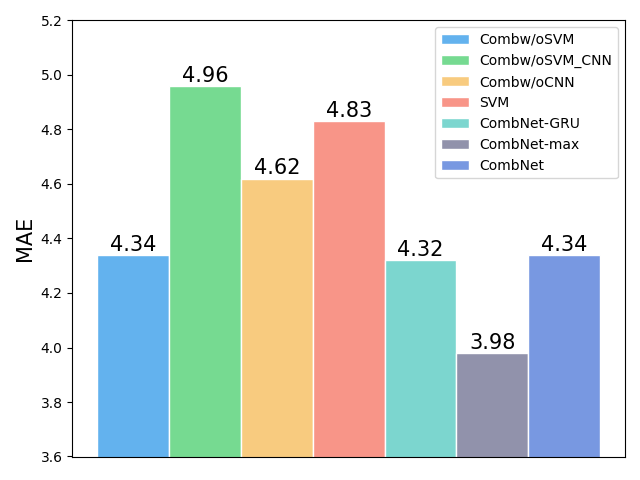 5.2
5.0
4.8
4.6
4.4
4.2
4.0
3.8
3.6
MAE
4.34
4.96
4.62
4.83
4.32
3.98
4.34
Combw/oSVM
Combw/oSVM_CNN
Combw/oCNN
SVM
CombNet-GRU
CombNet-max
CombNet